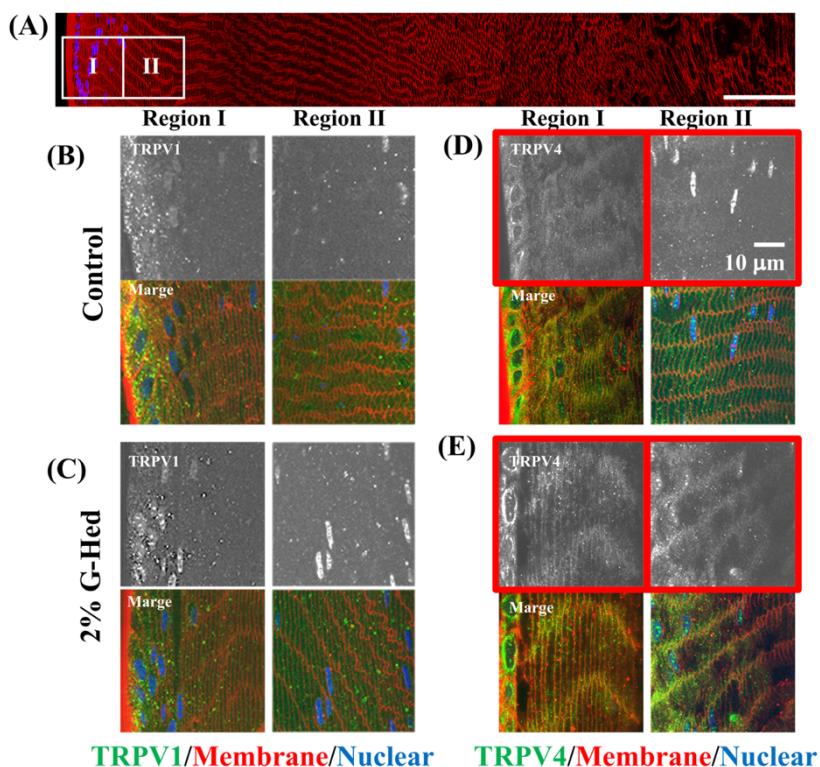 (A)
I
II
Region I
Region II
Region I
Region II
(B)
TRPV1
Marge
Control
(D)
TRPV4
10 μm
Marge
(C)
TRPV1
Marge
2% G-Hed
(E)
TRPV4
Marge
TRPV1/Membrane/Nuclear
TRPV4/Membrane/Nuclear